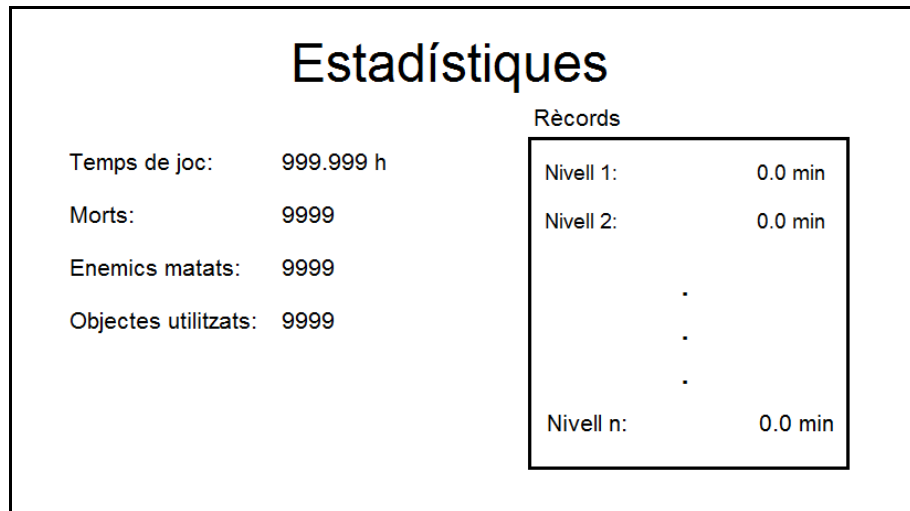 Estadístiques
Temps de joc: 999.999 h
Morts: 9999
Enemics matats: 9999
Objectes utilitzats: 9999
Rècords
Nivell 1: 0.0 min
Nivell 2: 0.0 min
.
.
.
Nivell n: 0.0 min